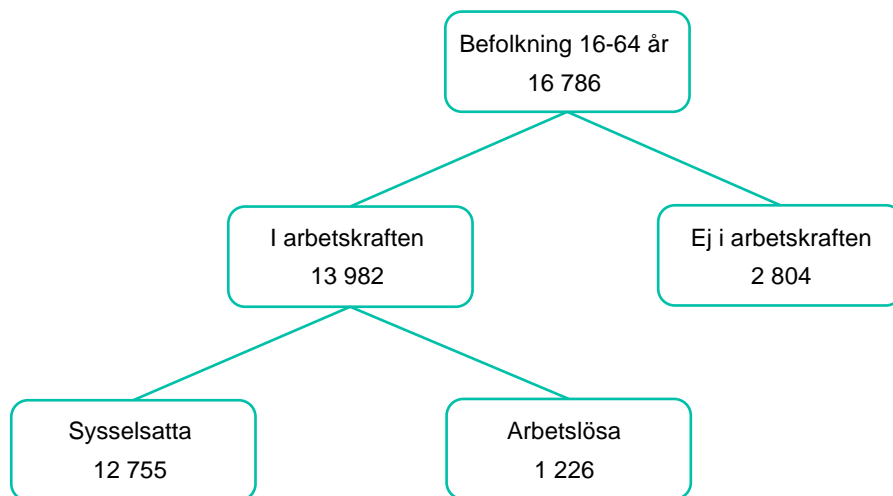 Befolkning 16-64 år
16 786
I arbetskraften
13 982
Ej i arbetskraften
2 804
Sysselsatta
12 755
Arbetslösa
1 226